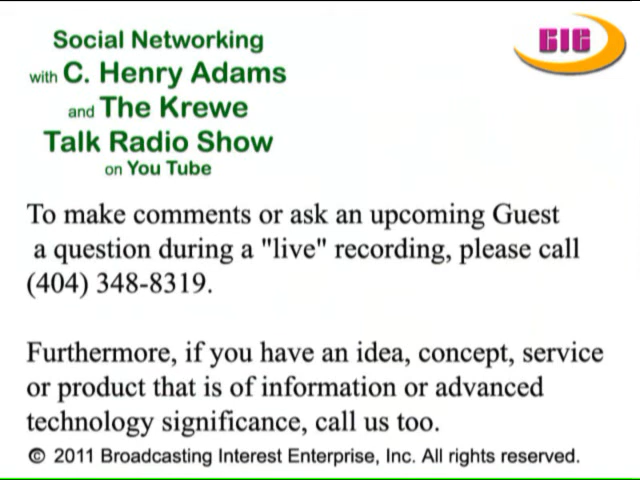 Social Networking
with C. Henry Adams
and The Krewe
Talk Radio Show
on You Tube
To make comments or ask an upcoming Guest
a question during a "live" recording, please call
(404) 348-8319.
Furthermore, if you have an idea, concept, service
or product that is of information or advanced
technology significance, call us too.
© 2011 Broadcasting Interest Enterprise, Inc. All rights reserved.